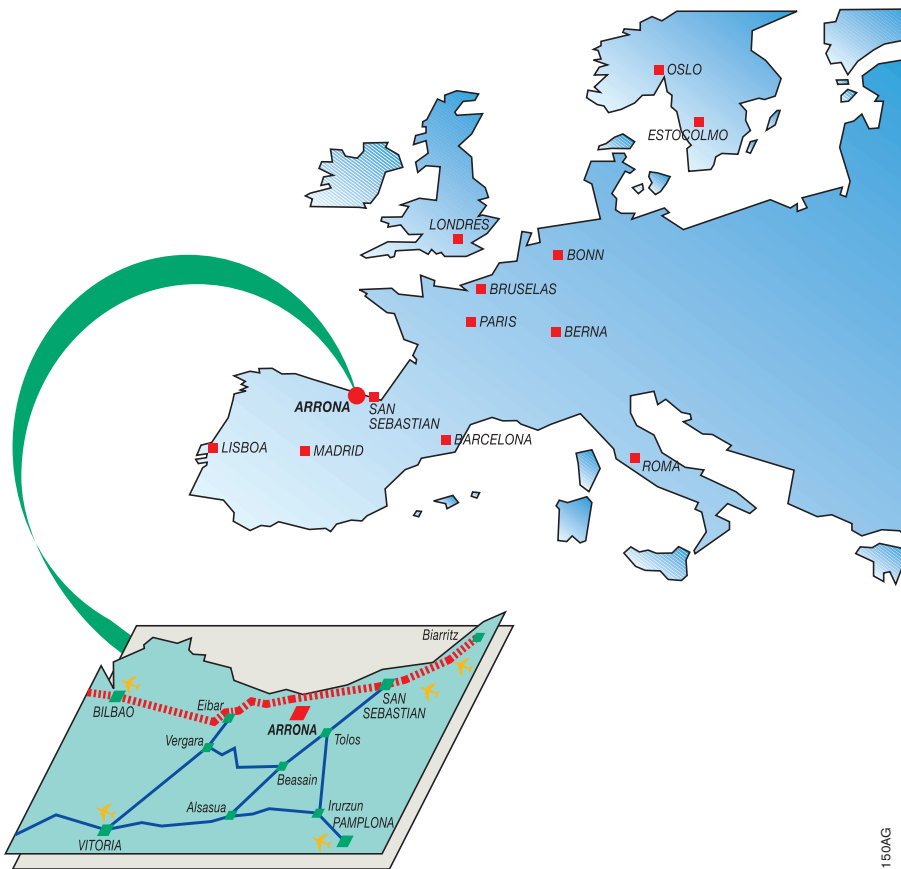 OSLO
ESTOCOLMO
LONDRES
BONN
BRUSELAS
PARIS
BERNA
ARRONA
SAN
SEBASTIAN
LISBOA
MADRID
BARCELONA
ROMA
Biarritz
BILBAO
Eibar
SAN
SEBASTIAN
ARRONA
Vergara
Tolos
Beasain
Alsasua
Irurzun
PAMPLONA
VITORIA
150AG